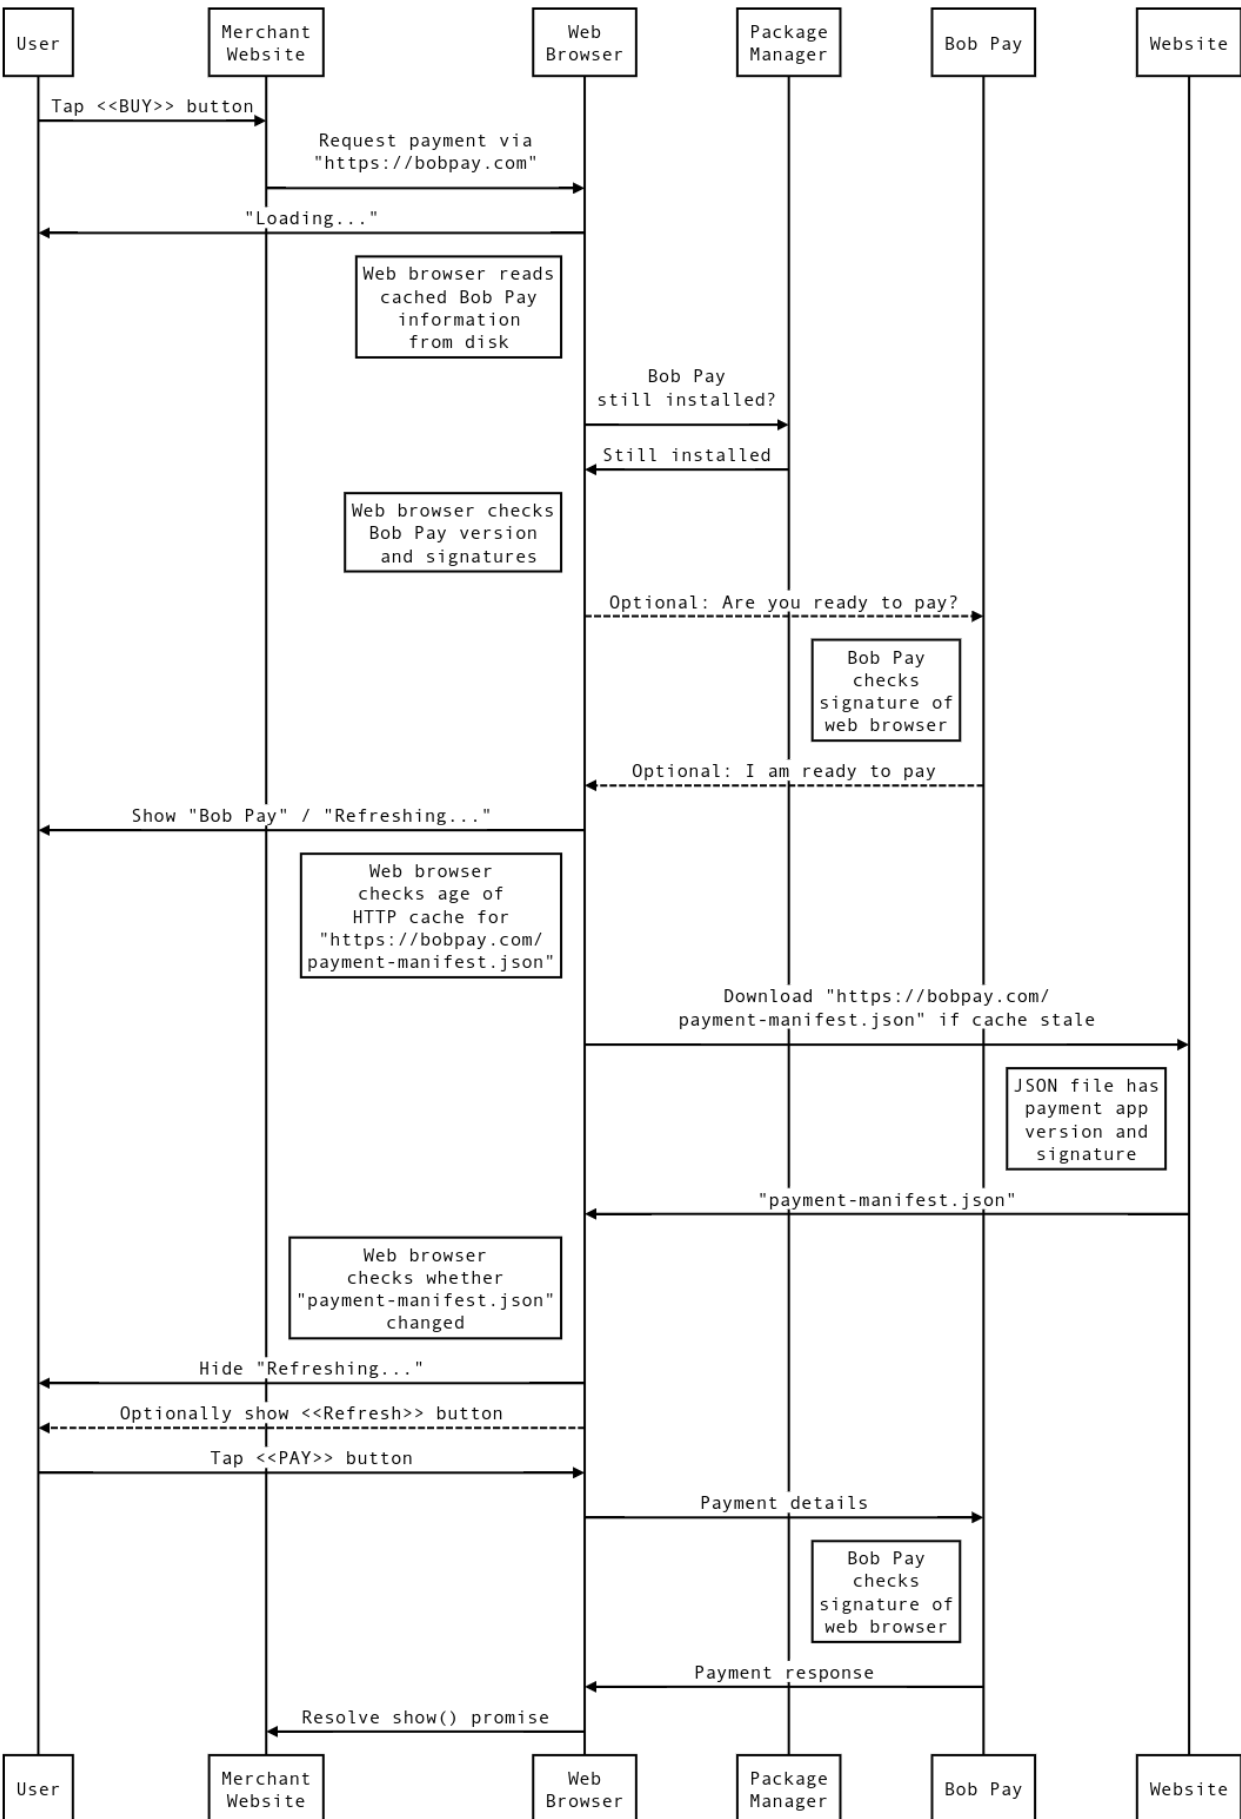 User
Merchant
Website
Web
Browser
Package
Manager
Bob Pay
Website
Tap <<BUY>> button
Request payment via
"https://bobpay.com"
"Loading..."
Web browser reads
cached Bob Pay
information
from disk
Bob Pay
still installed?
Still installed
Web browser checks
Bob Pay version
and signatures
Optional: Are you ready to pay?
Bob Pay
checks
signature of
web browser
Optional: I am ready to pay
Show "Bob Pay" / "Refreshing..."
Web browser
checks age of
HTTP cache for
"https://bobpay.com/
payment-manifest.json"
Download "https://bobpay.com/
payment-manifest.json" if cache stale
JSON file has
payment app
version and
signature
"payment-manifest.json"
Web browser
checks whether
"payment-manifest.json"
changed
Hide "Refreshing..."
Optionally show <<Refresh>> button
Tap <<PAY>> button
Payment details
Bob Pay
checks
signature of
web browser
Payment response
Resolve show() promise
User
Merchant
Website
Web
Browser
Package
Manager
Bob Pay
Website